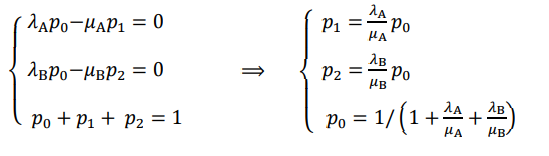 λ_A p_0 − μ_A p_1 = 0 ⟹ p_1 = λ_A/μ_A p_0
λ_B p_0 − μ_B p_2 = 0 p_2 = λ_B/μ_B p_0
p_0 + p_1 + p_2 = 1 p_0 = 1/(1 + λ_A/μ_A + λ_B/μ_B)